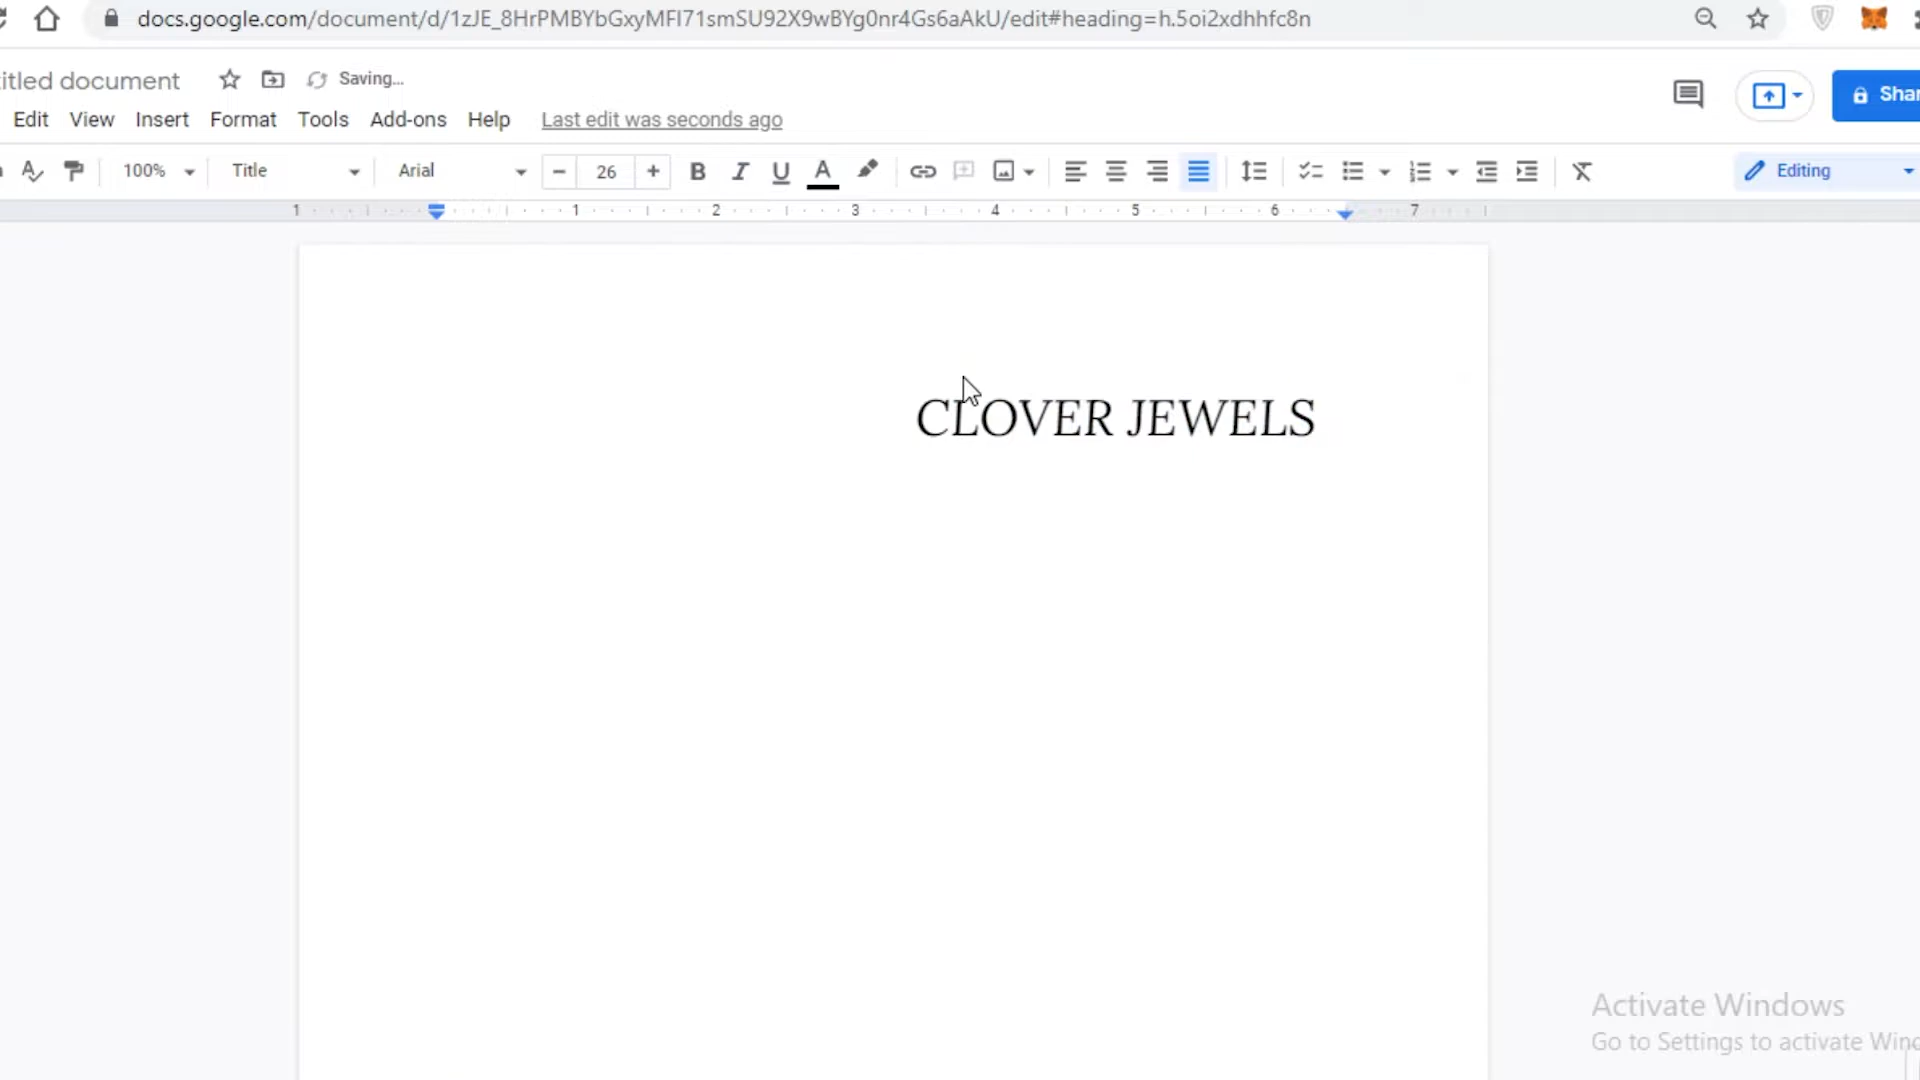 docs.google.com/document/d/1zJE_8HrPMBYbGxyMFI71smSU92X9wBYg0nr4Gs6aAkU/edit#heading=h.5oi2xdhhfc8n
titled document Saving...
Edit View Insert Format Tools Add-ons Help Last edit was seconds ago Shar
100% Title Arial 26 B I U A Editing
1 1 2 3 4 5 6 7
CLOVER JEWELS
Activate Windows
Go to Settings to activate Wind